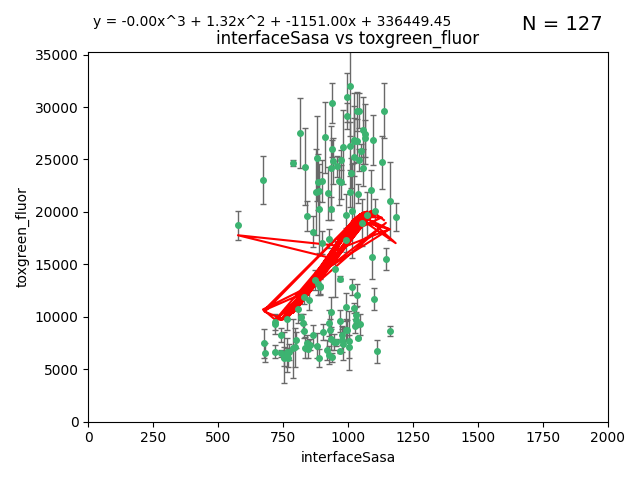 y = -0.00x^3 + 1.32x^2 + -1151.00x + 336449.45
N = 127
interfaceSasa vs toxgreen_fluor
35000
30000
25000
20000
15000
10000
5000
0
toxgreen_fluor
0 250 500 750 1000 1250 1500 1750 2000
interfaceSasa